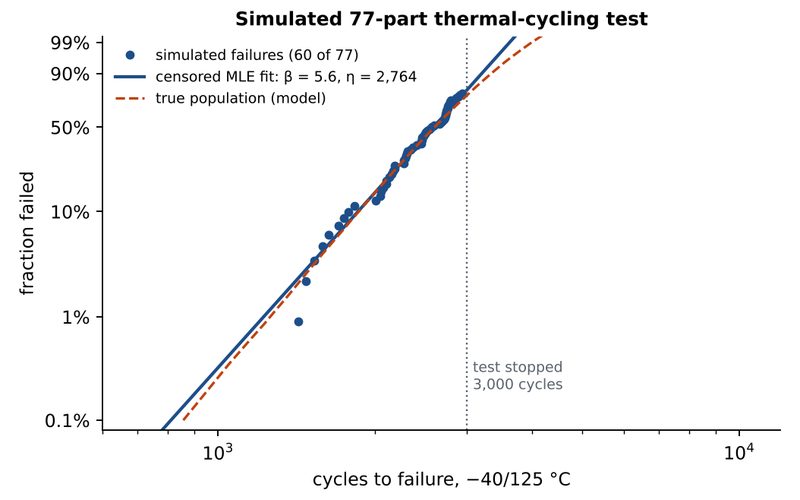 Simulated 77-part thermal-cycling test
simulated failures (60 of 77)
censored MLE fit: β = 5.6, η = 2,764
true population (model)
99%
90%
50%
10%
1%
0.1%
fraction failed
test stopped
3,000 cycles
10³
10⁴
cycles to failure, −40/125 °C